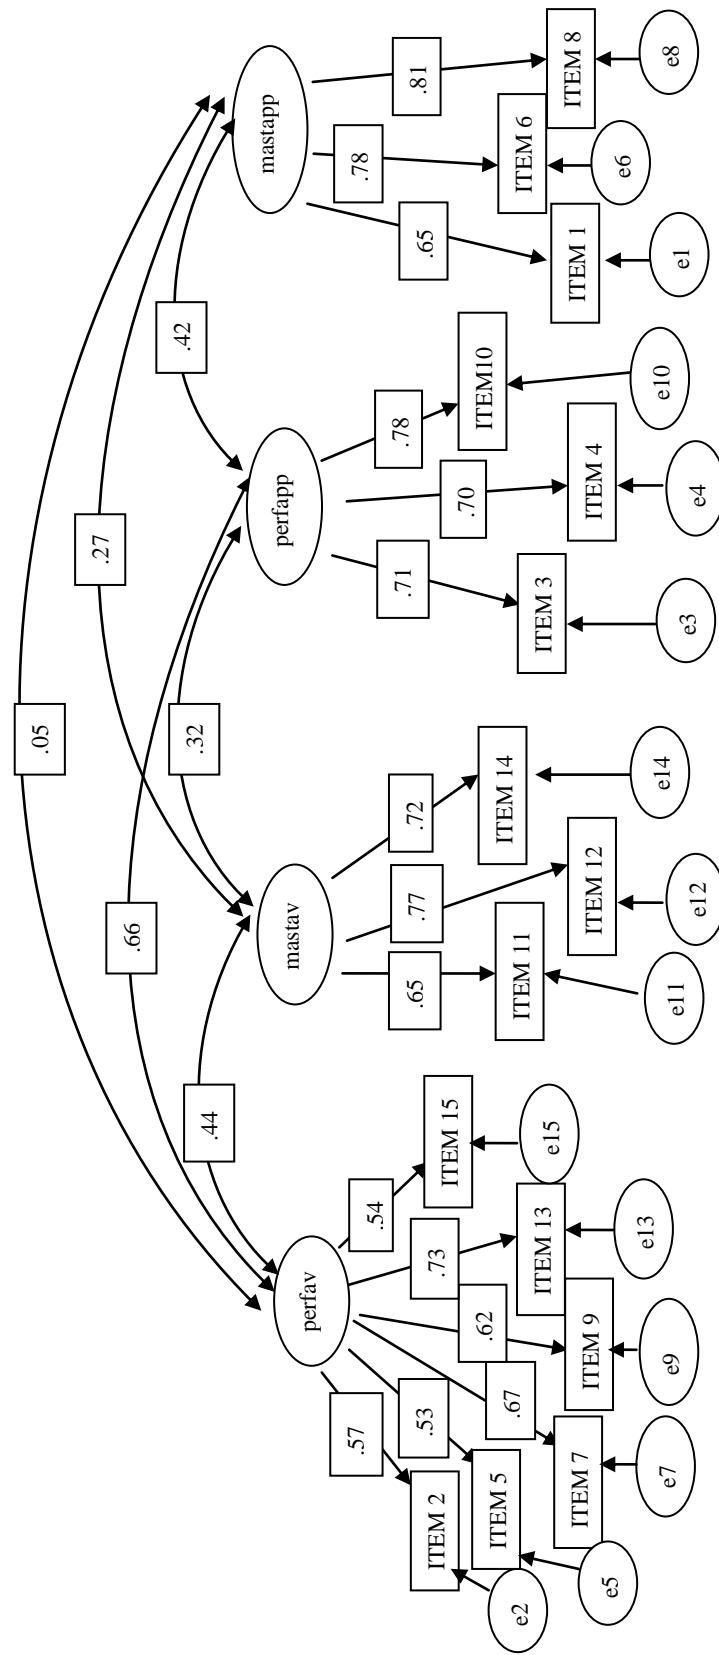 .05
.27
.66
.42
.32
.44
perfav
mastav
perfapp
mastapp
.57
.53
.67
.62
.73
.54
.65
.77
.72
.71
.70
.78
.65
.78
.81
ITEM 2
ITEM 5
ITEM 7
ITEM 9
ITEM 13
ITEM 15
ITEM 11
ITEM 12
ITEM 14
ITEM 3
ITEM 4
ITEM10
ITEM 1
ITEM 6
ITEM 8
e2
e5
e7
e9
e13
e15
e11
e12
e14
e3
e4
e10
e1
e6
e8